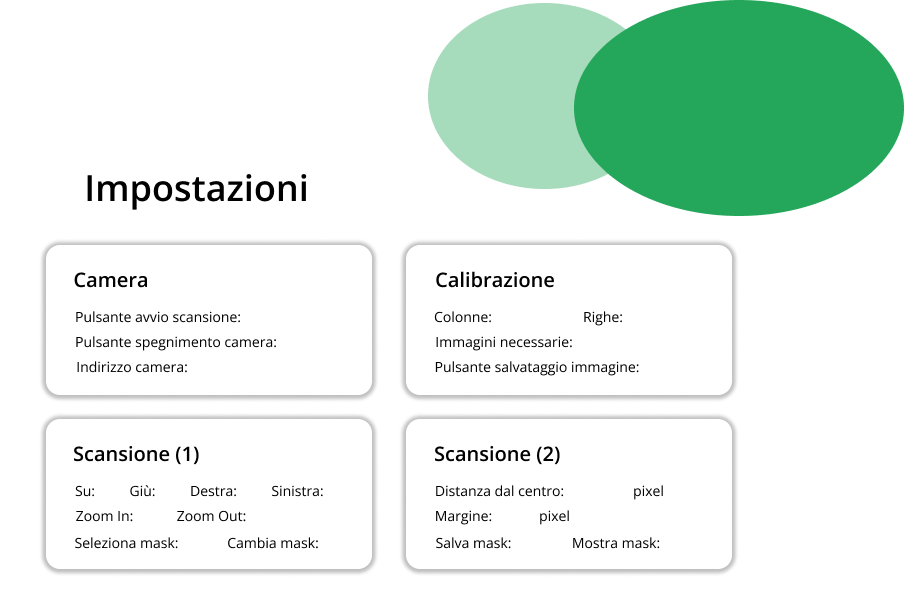 Impostazioni
Camera
Pulsante avvio scansione:
Pulsante spegnimento camera:
Indirizzo camera:
Calibrazione
Colonne: Righe:
Immagini necessarie:
Pulsante salvataggio immagine:
Scansione (1)
Su: Giù: Destra: Sinistra:
Zoom In: Zoom Out:
Seleziona mask: Cambia mask:
Scansione (2)
Distanza dal centro: pixel
Margine: pixel
Salva mask: Mostra mask: